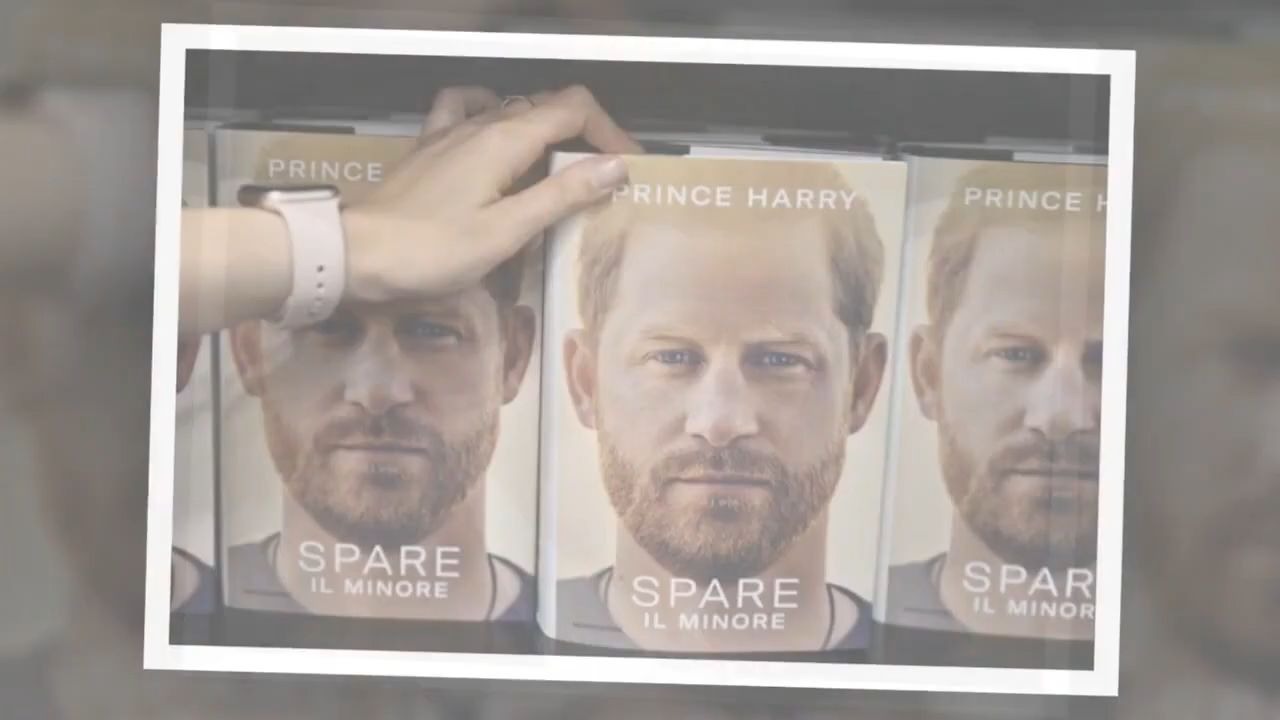 PRINCE
SPARE
IL MINORE
PRINCE HARRY
SPARE
IL MINORE
PRINCE H
SPAR
IL MINOR